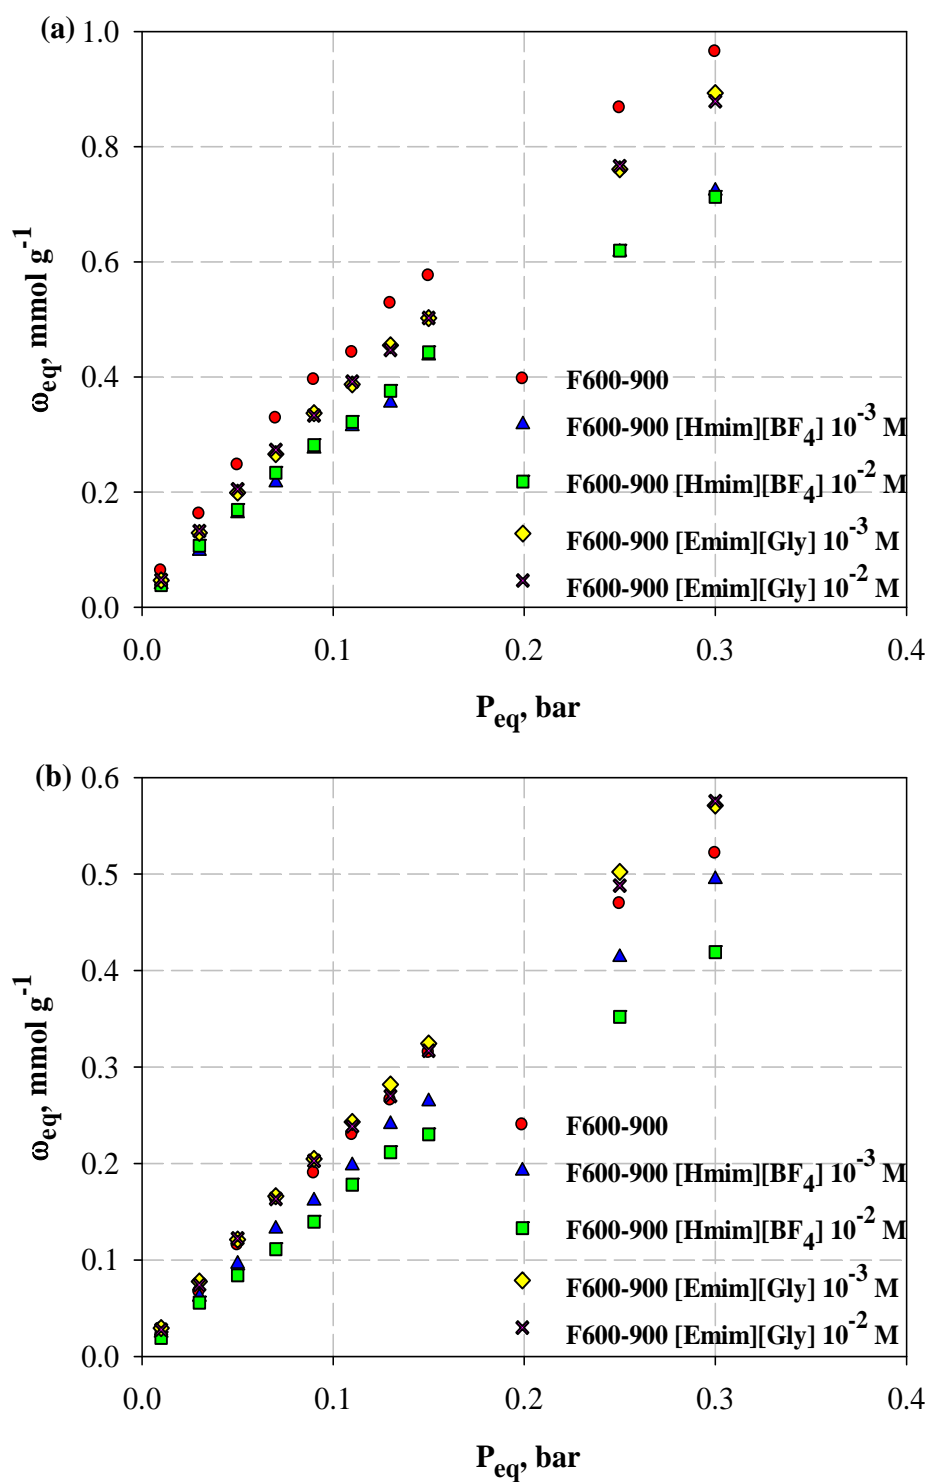 (a)
1.0
0.8
0.6
0.4
0.2
0.0
ωeq, mmol g-1
F600-900
F600-900 [Hmim][BF4] 10-3 M
F600-900 [Hmim][BF4] 10-2 M
F600-900 [Emim][Gly] 10-3 M
F600-900 [Emim][Gly] 10-2 M
0.0 0.1 0.2 0.3 0.4
Peq, bar
(b)
0.6
0.5
0.4
0.3
0.2
0.1
0.0
ωeq, mmol g-1
F600-900
F600-900 [Hmim][BF4] 10-3 M
F600-900 [Hmim][BF4] 10-2 M
F600-900 [Emim][Gly] 10-3 M
F600-900 [Emim][Gly] 10-2 M
0.0 0.1 0.2 0.3 0.4
Peq, bar